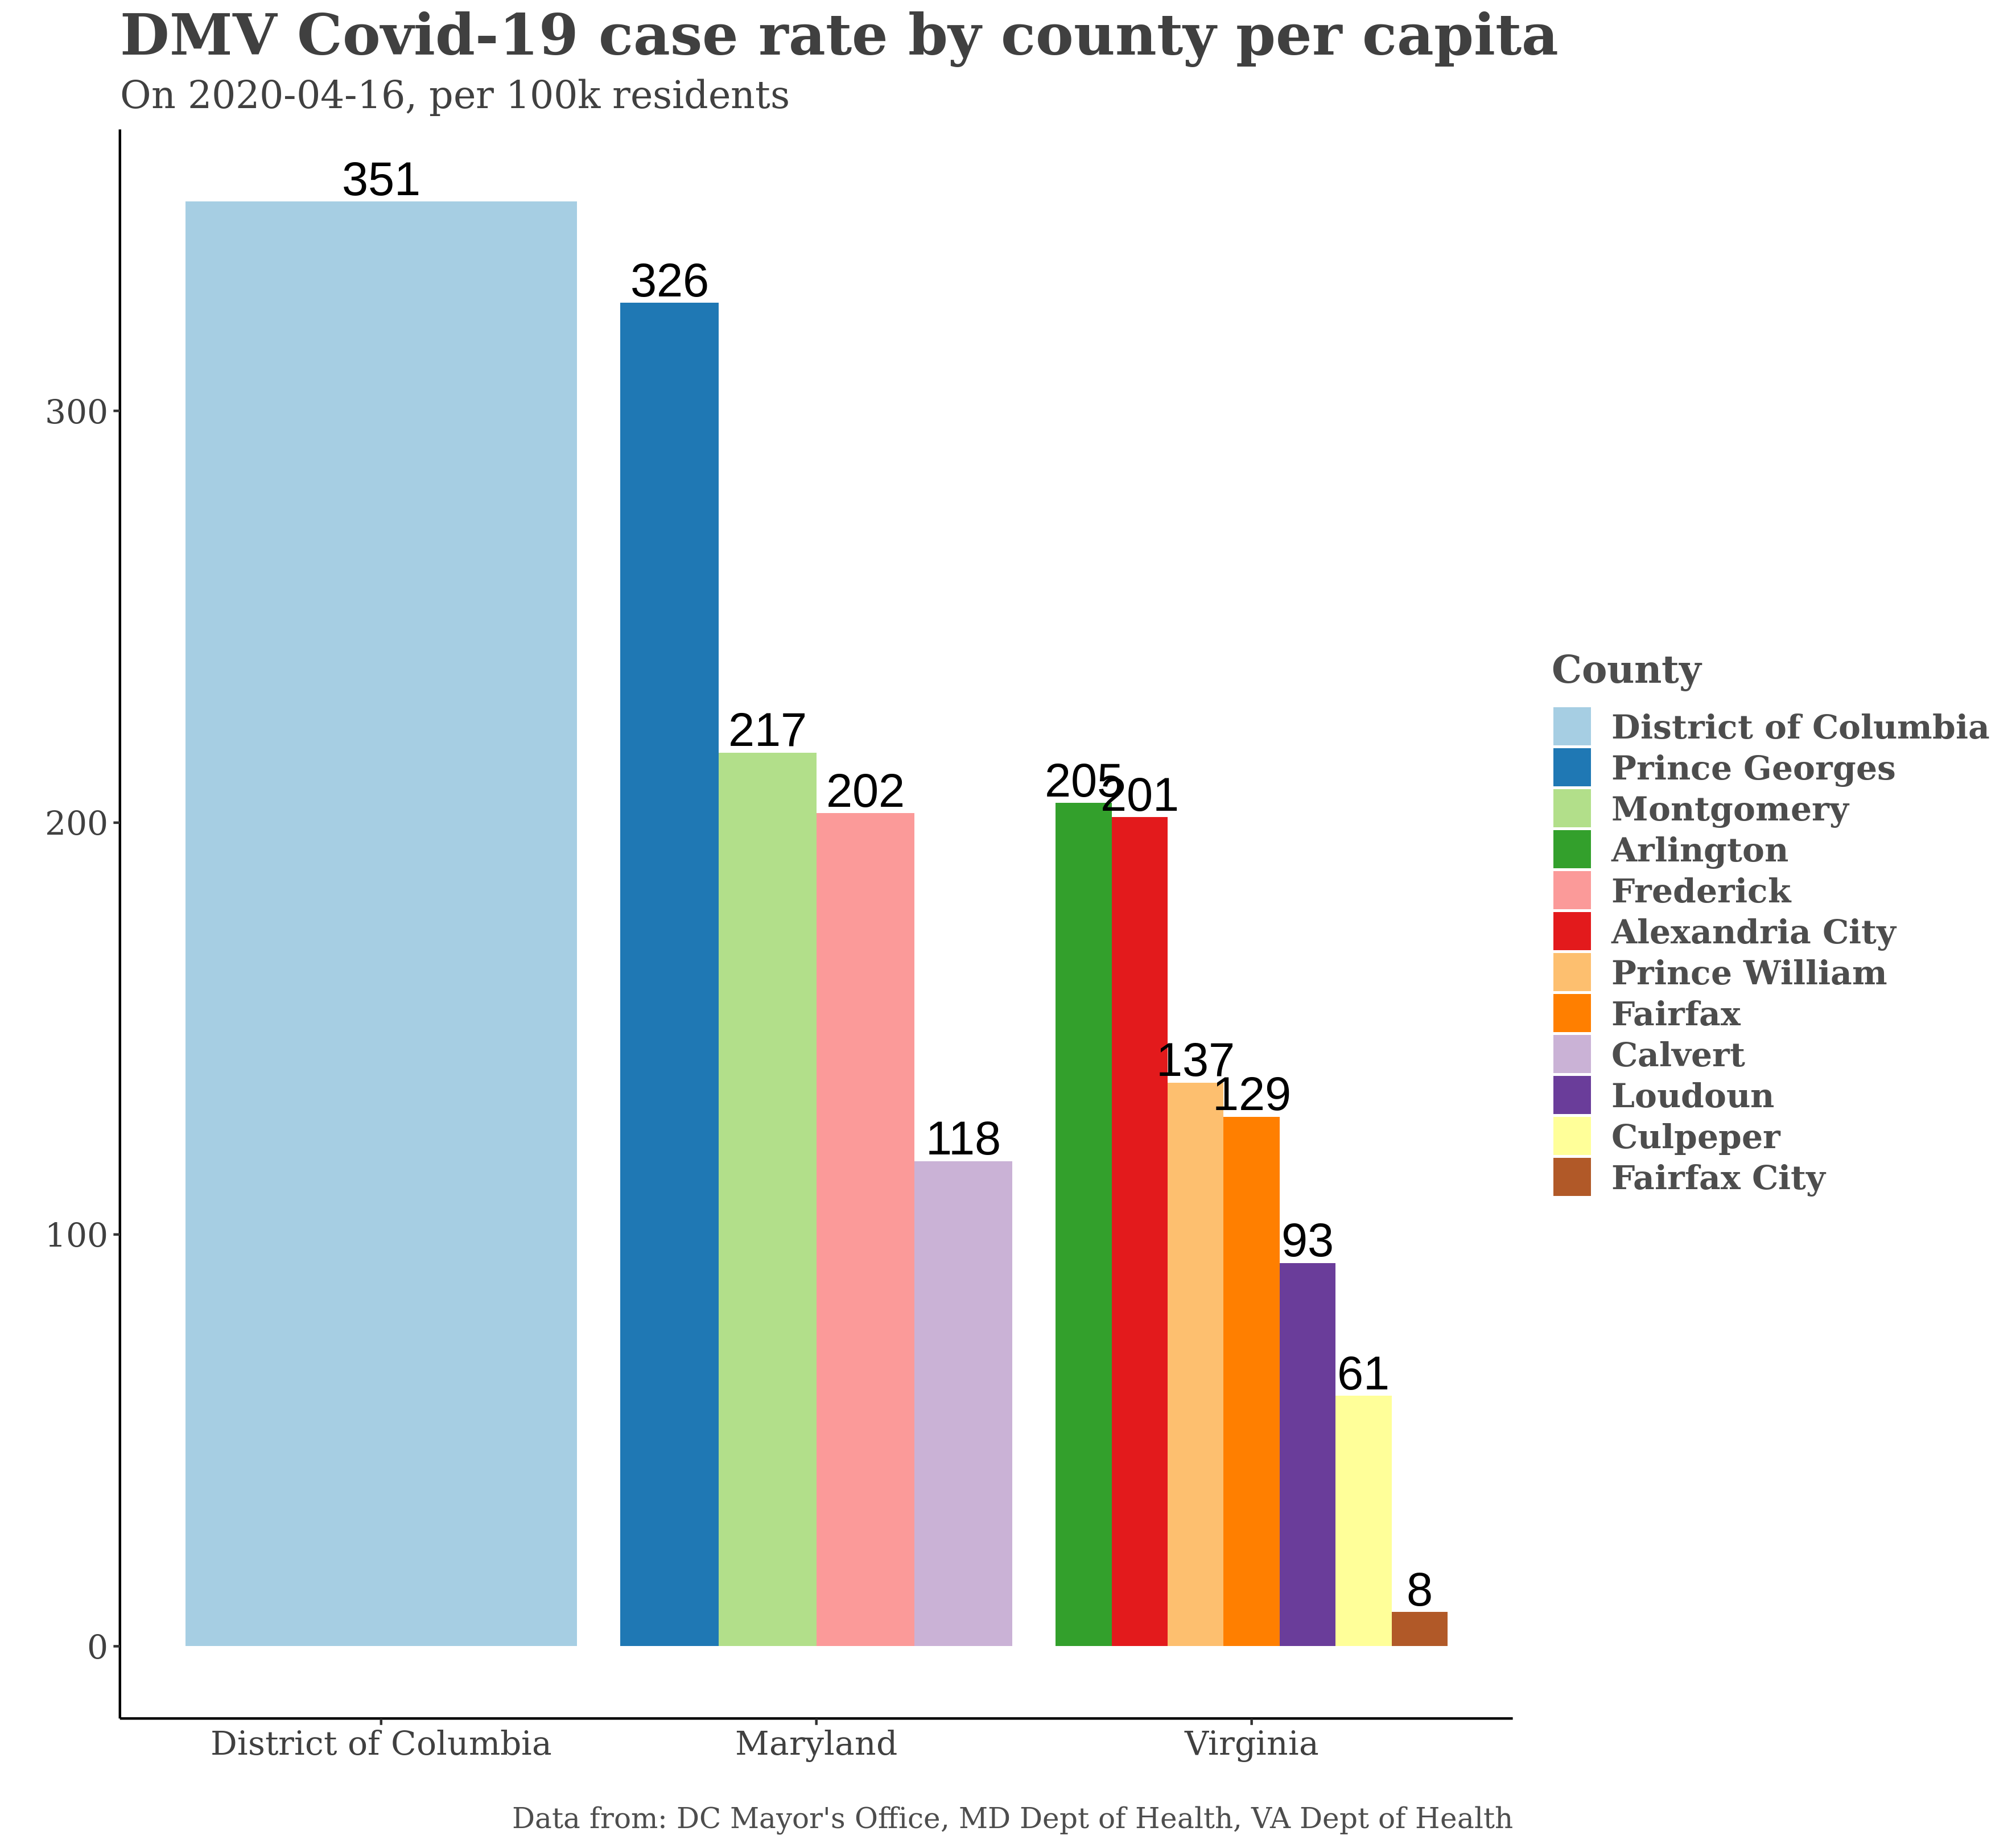 DMV Covid-19 case rate by county per capita
On 2020-04-16, per 100k residents
351
326
300
217
202
205
201
200
137
129
118
93
100
61
8
0
County
District of Columbia
Prince Georges
Montgomery
Arlington
Frederick
Alexandria City
Prince William
Fairfax
Calvert
Loudoun
Culpeper
Fairfax City
District of Columbia
Maryland
Virginia
Data from: DC Mayor's Office, MD Dept of Health, VA Dept of Health